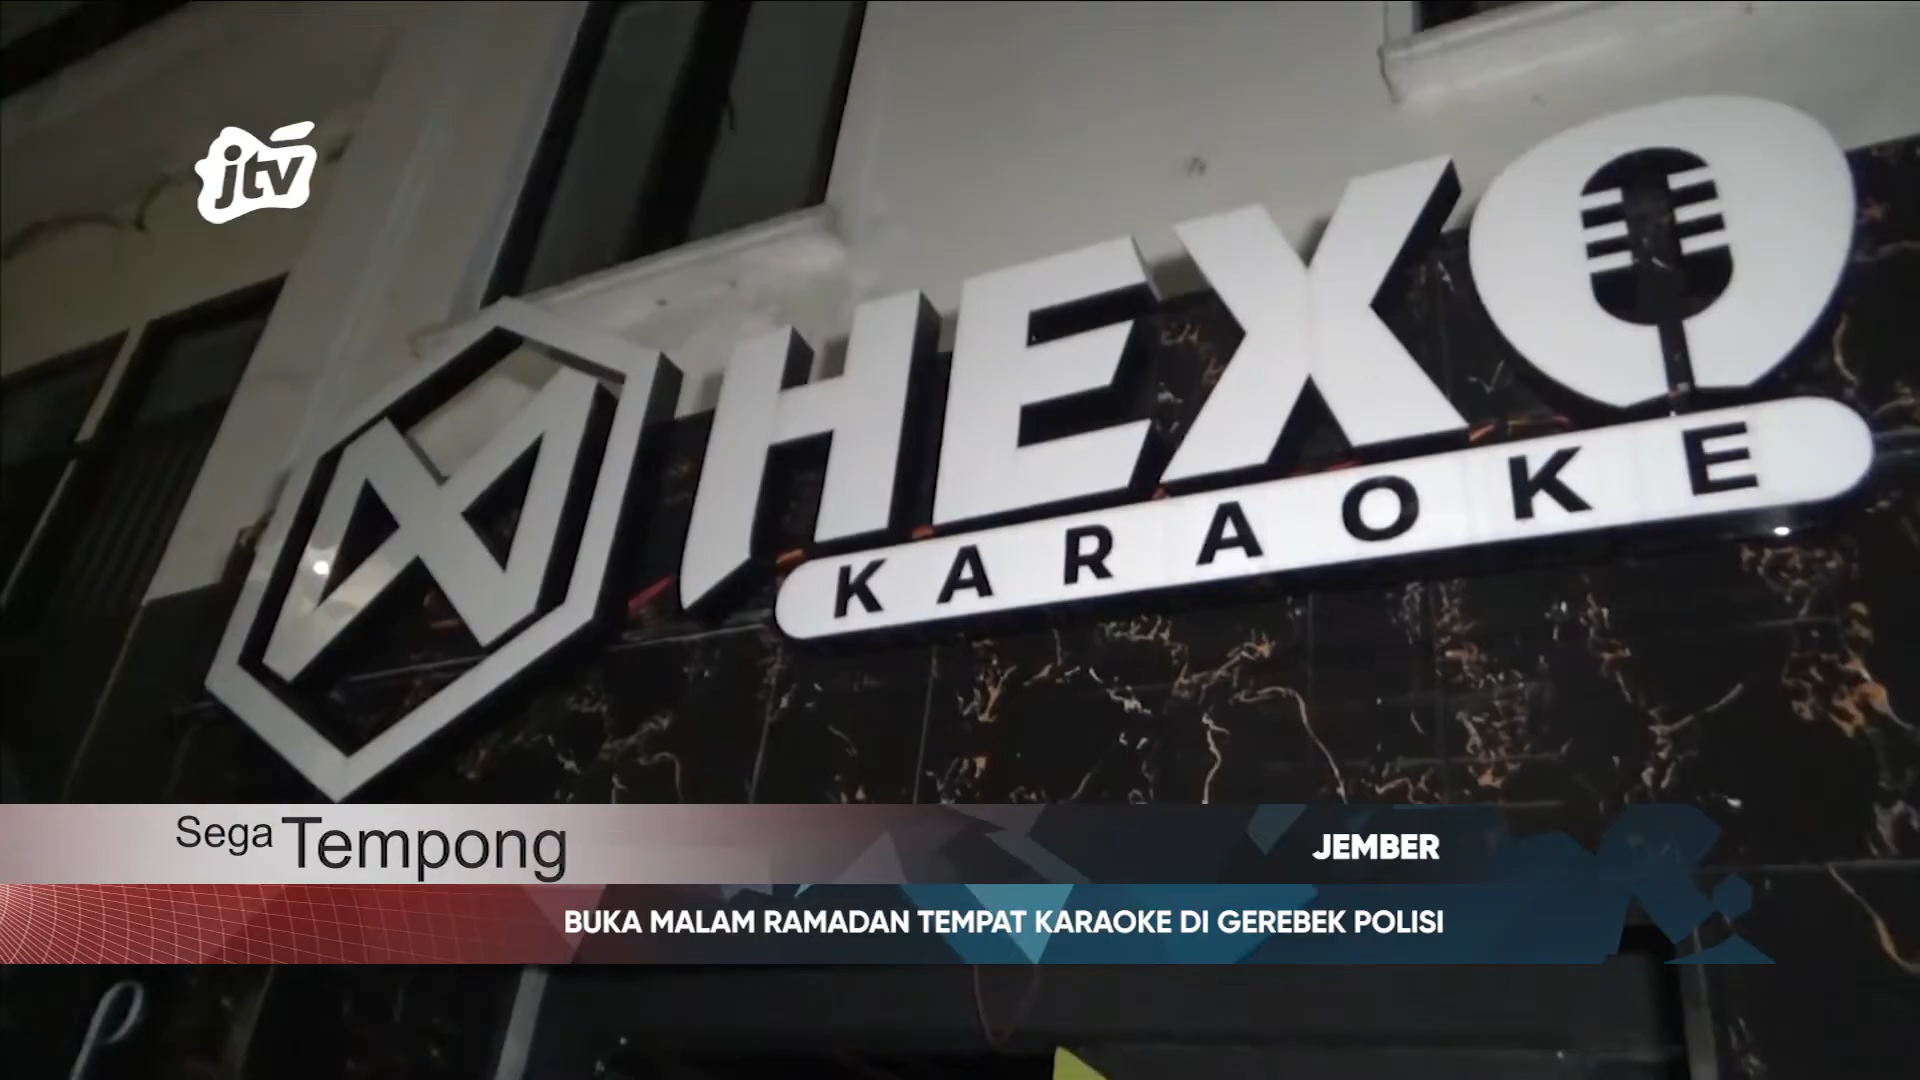 jtv
HEXO
KARAOKE
Sega Tempong
JEMBER
BUKA MALAM RAMADAN TEMPAT KARAOKE DI GEREBEK POLISI